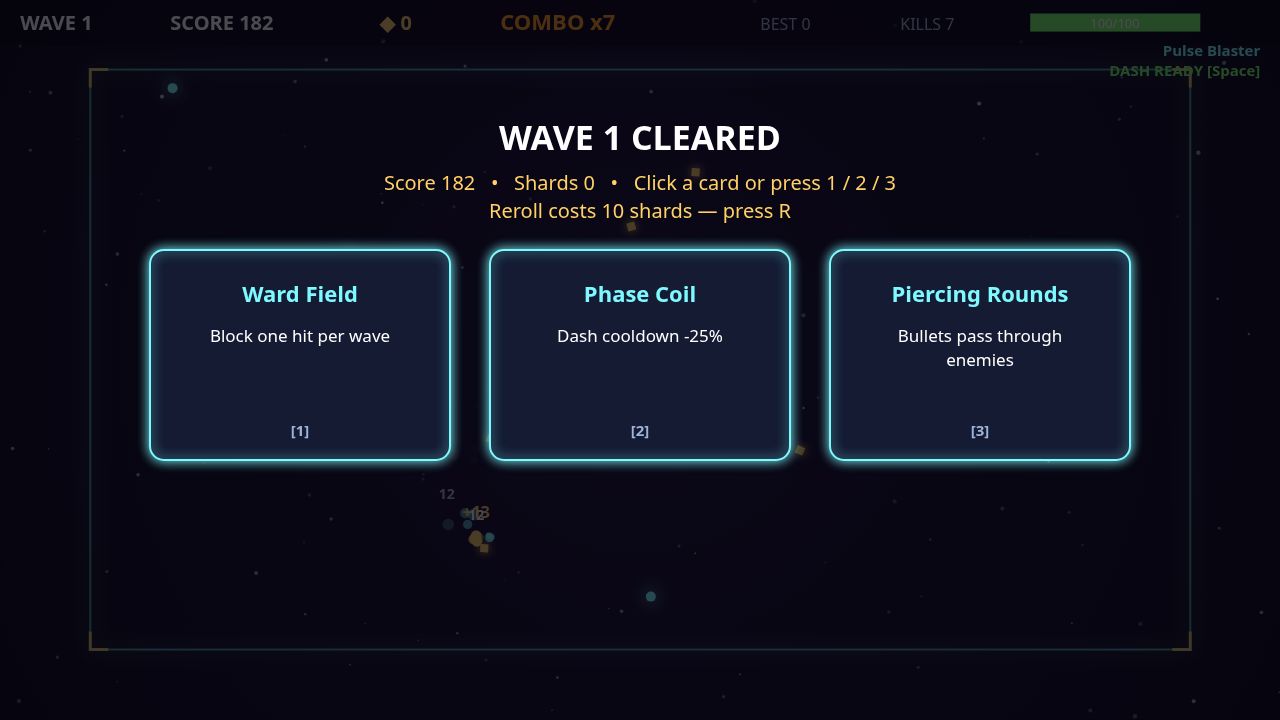 WAVE 1
SCORE 182
◆ 0
COMBO x7
BEST 0
KILLS 7
100/100
Pulse Blaster
DASH READY [Space]
WAVE 1 CLEARED
Score 182 • Shards 0 • Click a card or press 1 / 2 / 3
Reroll costs 10 shards — press R
Ward Field
Block one hit per wave
[1]
Phase Coil
Dash cooldown -25%
[2]
Piercing Rounds
Bullets pass through
enemies
[3]
12
12